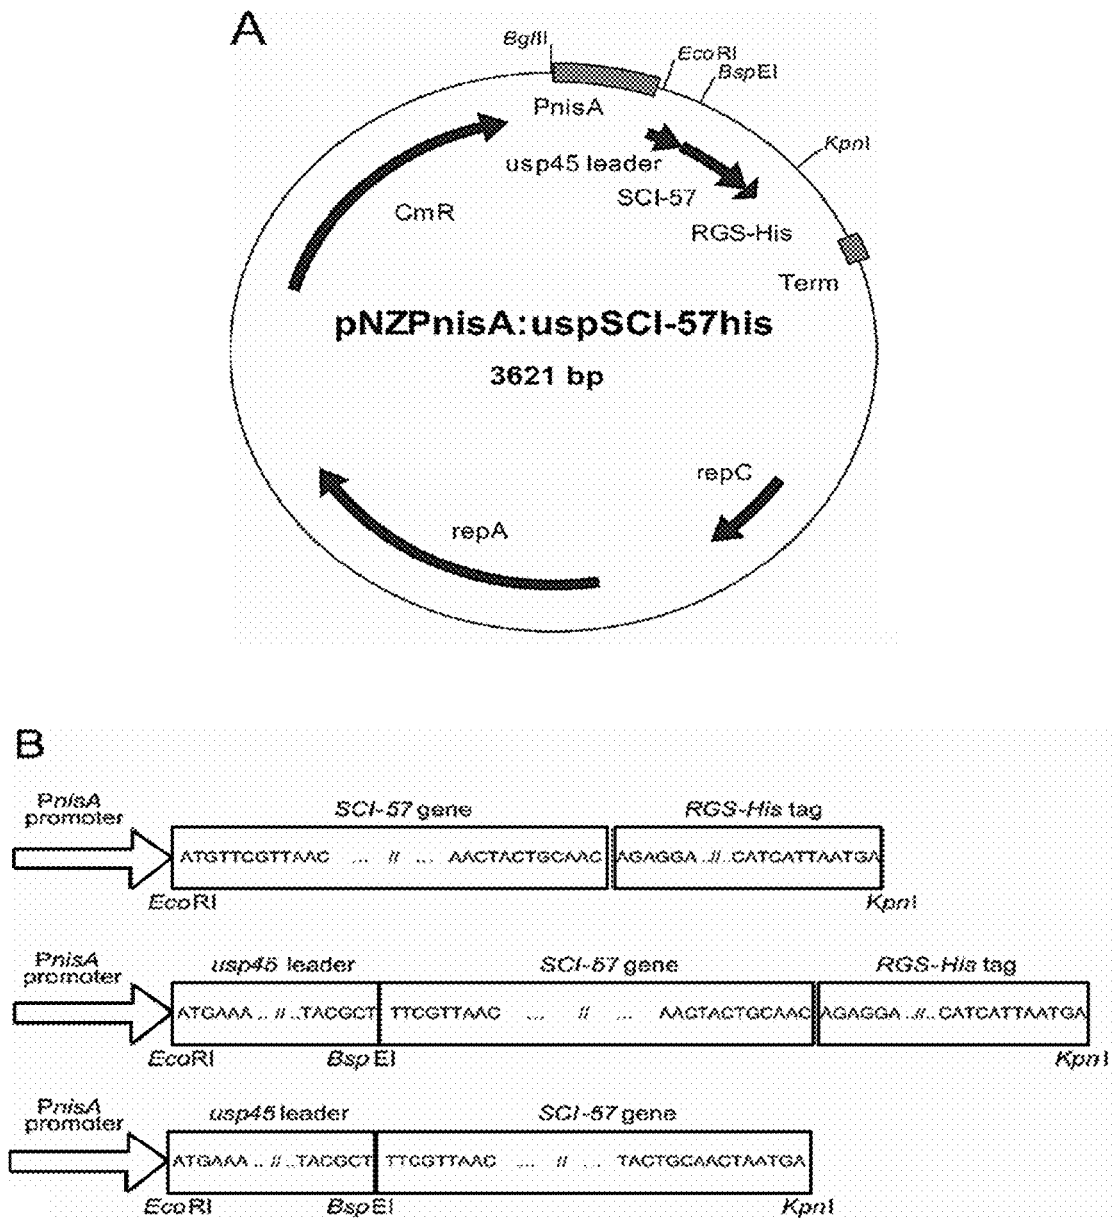 A
BglII
EcoRI
BspEI
PnisA
KpnI
usp45 leader
SCI-57
CmR
RGS-His
Term
pNZPnisA:uspSCI-57his
3621 bp
repC
repA
B
PnisA
promoter
SCI-57 gene
RGS-His tag
ATGTTCGTTAAC ... // ... AACTACTGCAAC
AGAGGA ..//.. CATCATTAATGA
EcoRI
KpnI
PnisA
promoter
usp45 leader
SCI-57 gene
RGS-His tag
ATGAAA .. // ..TACGCT
TTCGTTAAC ... // ... AACTACTGCAAC
AGAGGA ..//.. CATCATTAATGA
EcoRI
BspEI
KpnI
PnisA
promoter
usp45 leader
SCI-57 gene
ATGAAA .. // ..TACGCT
TTCGTTAAC ... // ... TACTGCAACTAATGA
EcoRI
BspEI
KpnI